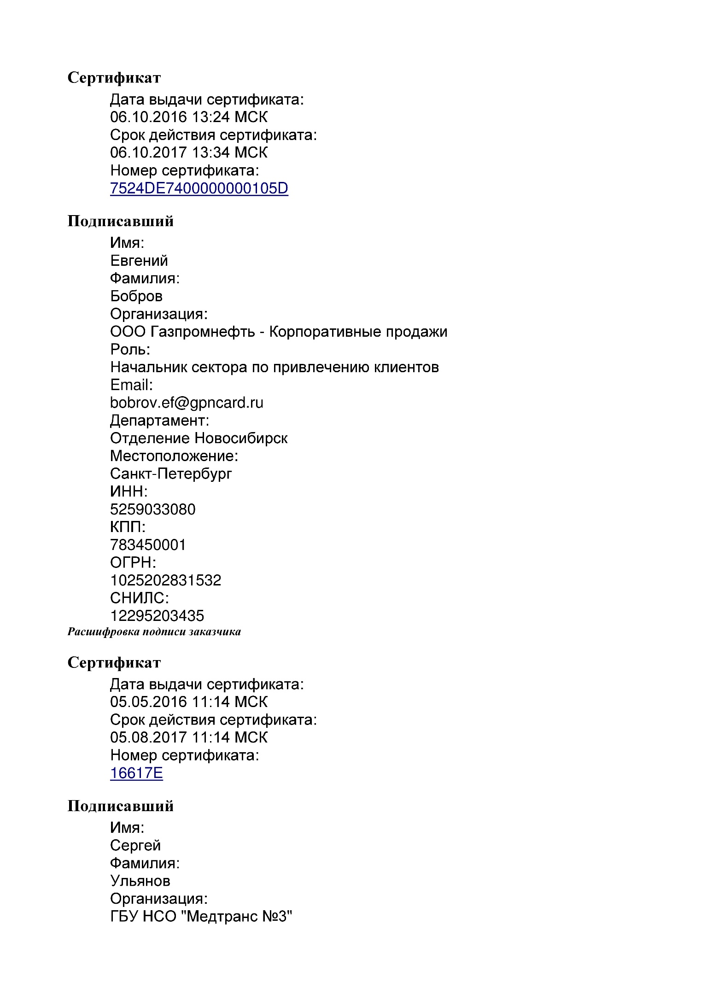 Сертификат
Дата выдачи сертификата:
06.10.2016 13:24 МСК
Срок действия сертификата:
06.10.2017 13:34 МСК
Номер сертификата:
7524DE7400000000105D
Подписавший
Имя:
Евгений
Фамилия:
Бобров
Организация:
ООО Газпромнефть - Корпоративные продажи
Роль:
Начальник сектора по привлечению клиентов
Email:
bobrov.ef@gpncard.ru
Департамент:
Отделение Новосибирск
Местоположение:
Санкт-Петербург
ИНН:
5259033080
КПП:
783450001
ОГРН:
1025202831532
СНИЛС:
12295203435
Расшифровка подписи заказчика
Сертификат
Дата выдачи сертификата:
05.05.2016 11:14 МСК
Срок действия сертификата:
05.08.2017 11:14 МСК
Номер сертификата:
16617E
Подписавший
Имя:
Сергей
Фамилия:
Ульянов
Организация:
ГБУ НСО "Медтранс №3"